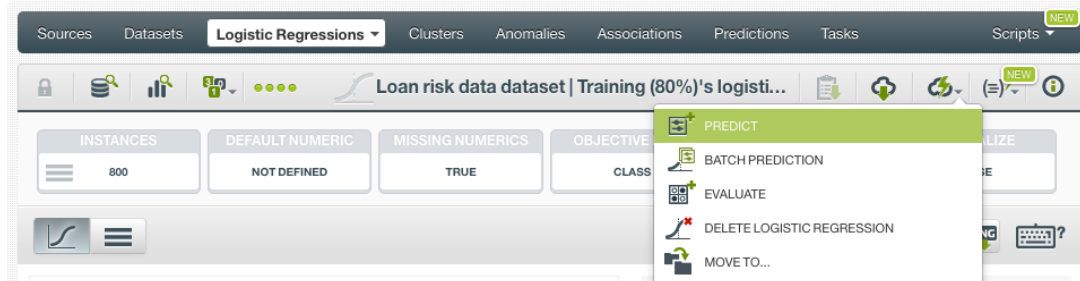 NEW
Sources Datasets Logistic Regressions Clusters Anomalies Associations Predictions Tasks Scripts
NEW
Loan risk data dataset | Training (80%)'s logisti...
PREDICT
INSTANCES DEFAULT NUMERIC MISSING NUMERICS OBJECTIVE
BATCH PREDICTION
800 NOT DEFINED TRUE CLASS
EVALUATE
DELETE LOGISTIC REGRESSION
MOVE TO...